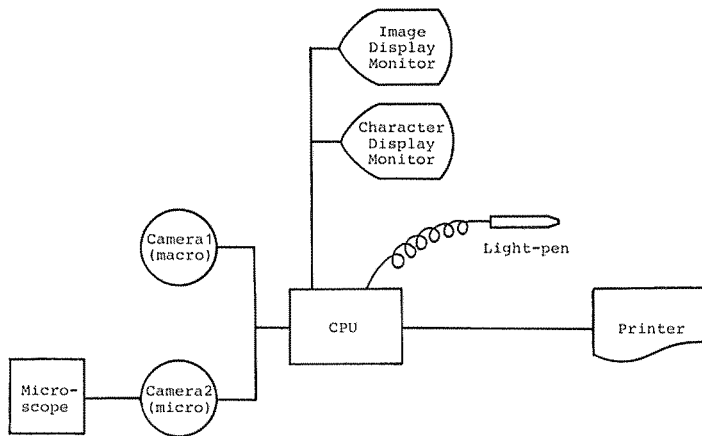 Image
Display
Monitor
Character
Display
Monitor
Camera1
(macro)
Light-pen
CPU
Printer
Micro-
scope
Camera2
(micro)